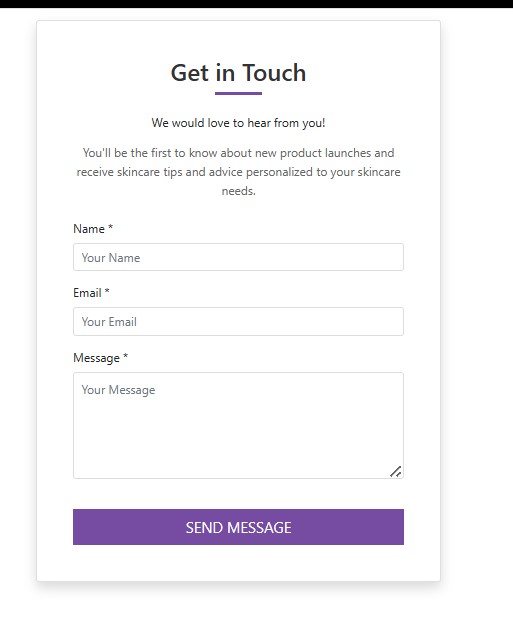 Get in Touch
We would love to hear from you!
You'll be the first to know about new product launches and
receive skincare tips and advice personalized to your skincare
needs.
Name *
Your Name
Email *
Your Email
Message *
Your Message
SEND MESSAGE